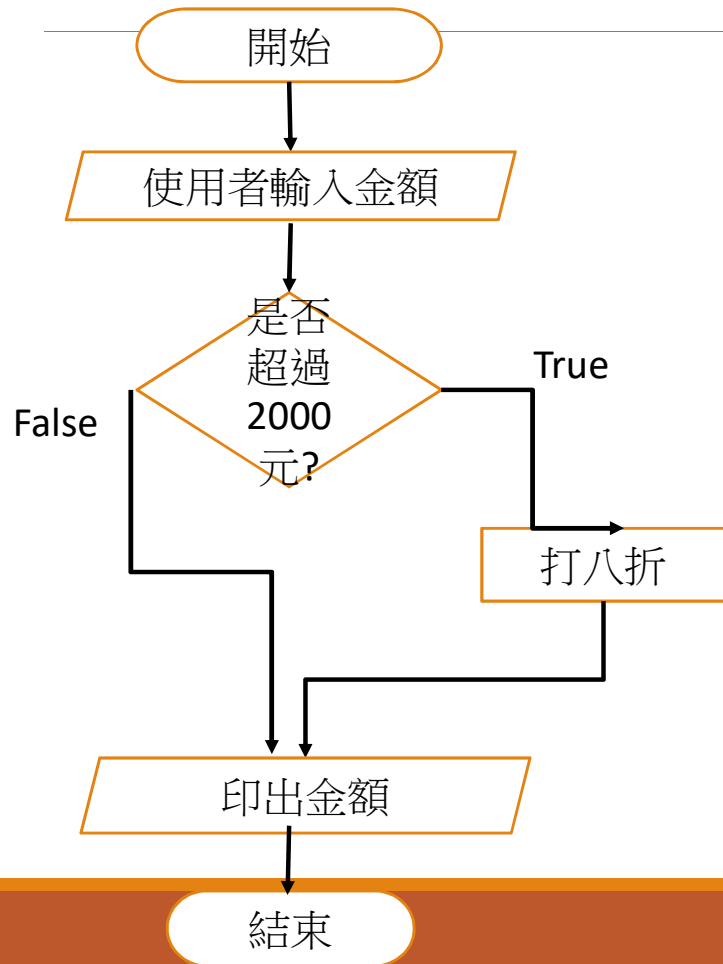 開始
使用者輸入金額
是否
超過
2000
元?
True
False
打八折
印出金額
結束